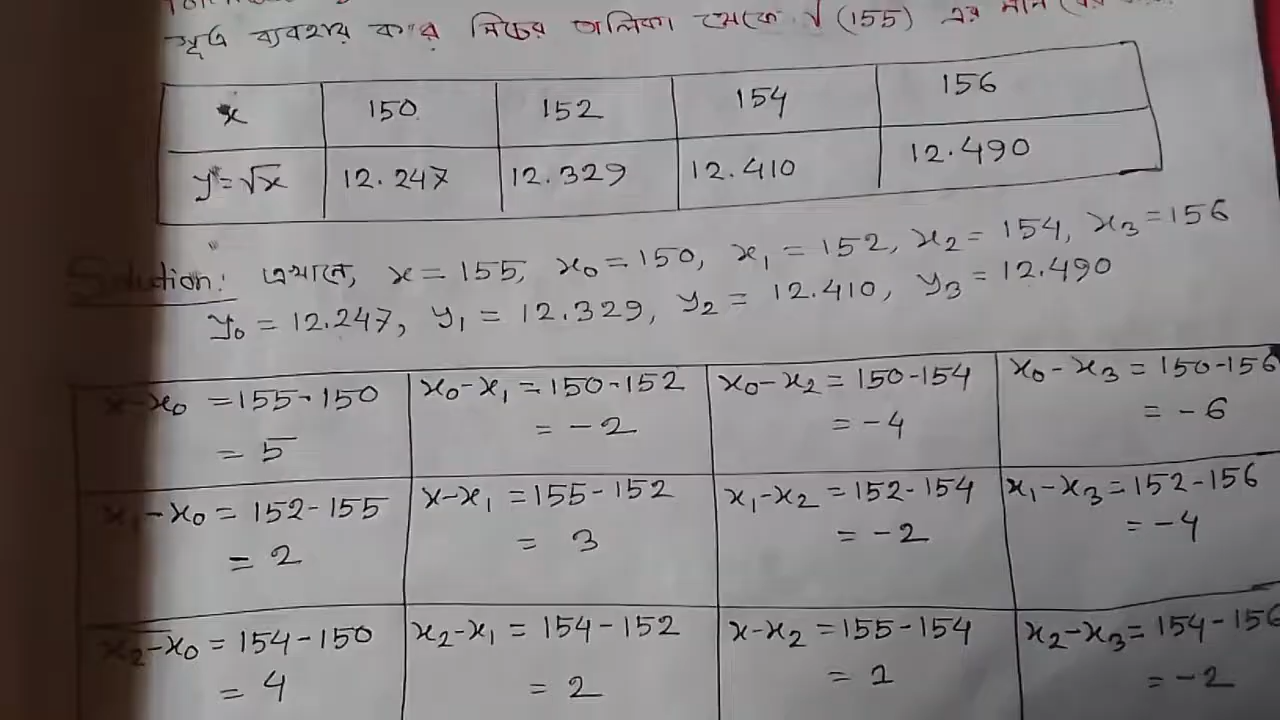 সূত্র ব্যবহার করে নিচের তালিকা থেকে √(155) এর মান
x 150 152 154 156
y=√x 12.247 12.329 12.410 12.490
Solution: এখানে, x = 155, x₀ = 150, x₁ = 152, x₂ = 154, x₃ = 156
y₀ = 12.247, y₁ = 12.329, y₂ = 12.410, y₃ = 12.490
x-x₀ = 155-150 x₀-x₁ = 150-152 x₀-x₂ = 150-154 x₀-x₃ = 150-156
= 5 = -2 = -4 = -6
x₁-x₀ = 152-155 x-x₁ = 155-152 x₁-x₂ = 152-154 x₁-x₃ = 152-156
= 2 = 3 = -2 = -4
x₂-x₀ = 154-150 x₂-x₁ = 154-152 x-x₂ = 155-154 x₂-x₃ = 154-156
= 4 = 2 = 1 = -2